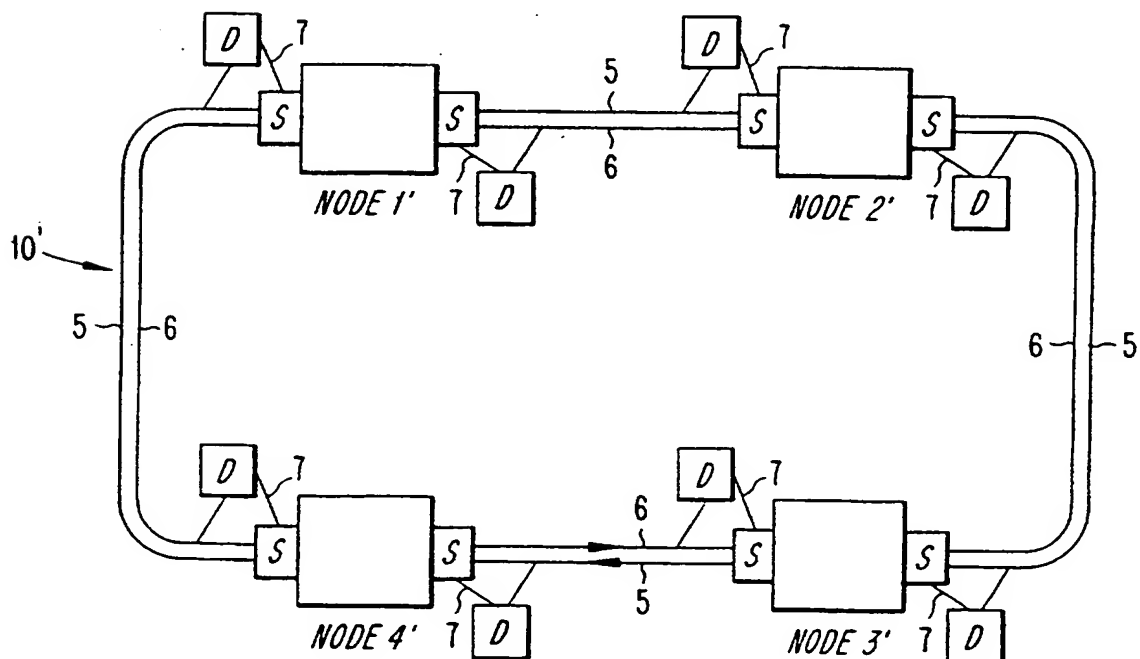 D 7 D 7
S S 5 S S
6
7 D 7 D
NODE 1' NODE 2'
10'
5 6 6 5
D 7 D 7
S S 6 S S
5
7 D 7 D
NODE 4' NODE 3'